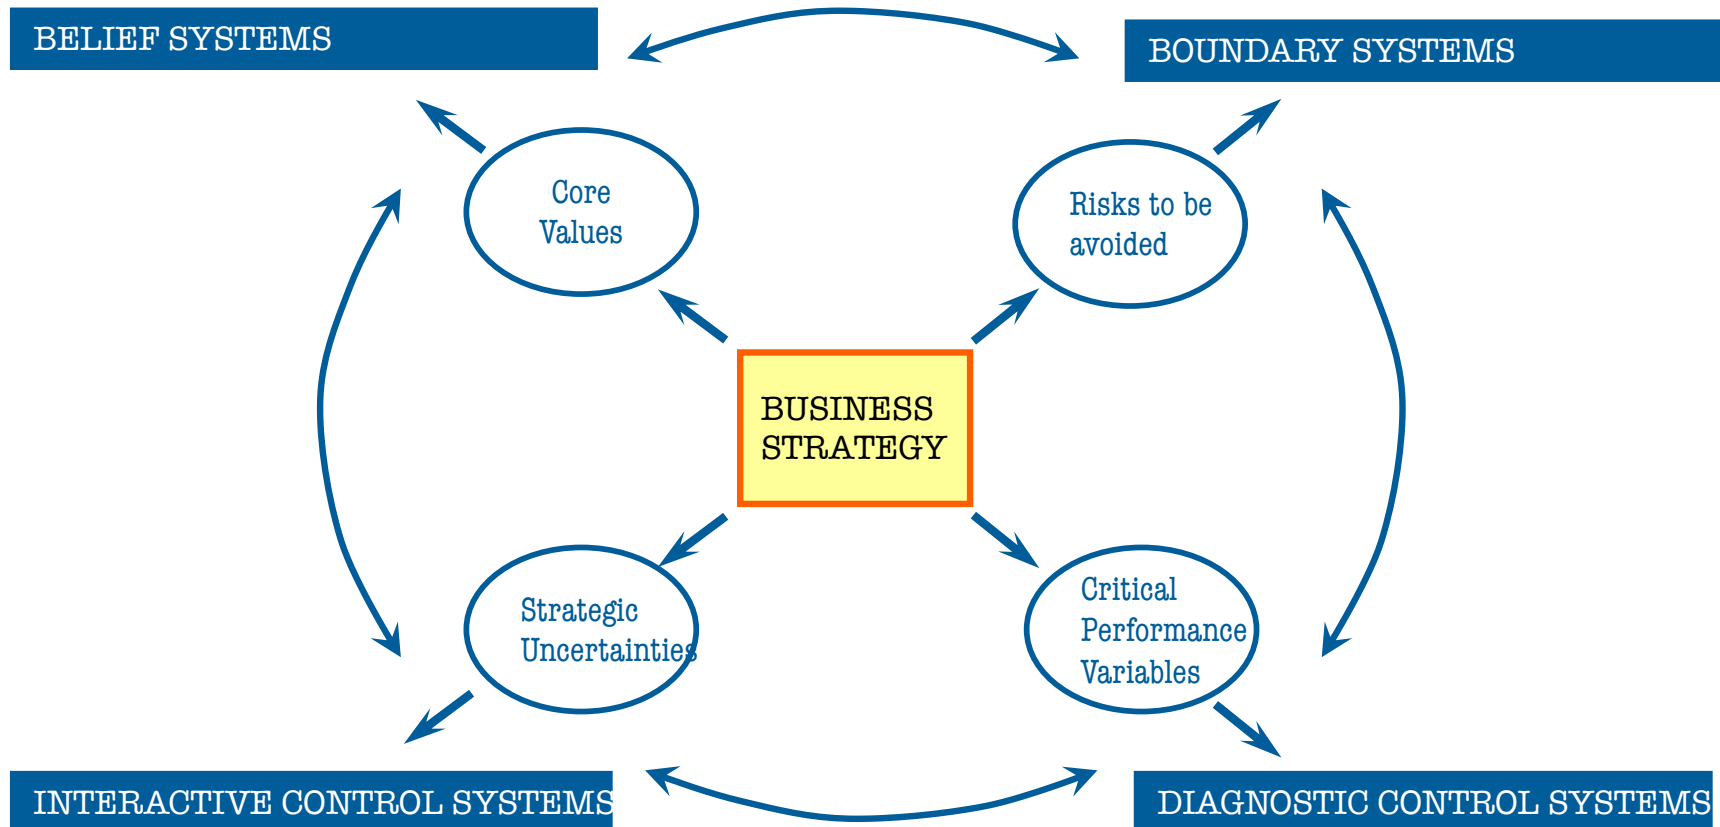 BELIEF SYSTEMS
BOUNDARY SYSTEMS
Core
Values
Risks to be
avoided
BUSINESS
STRATEGY
Strategic
Uncertainties
Critical
Performance
Variables
INTERACTIVE CONTROL SYSTEMS
DIAGNOSTIC CONTROL SYSTEMS